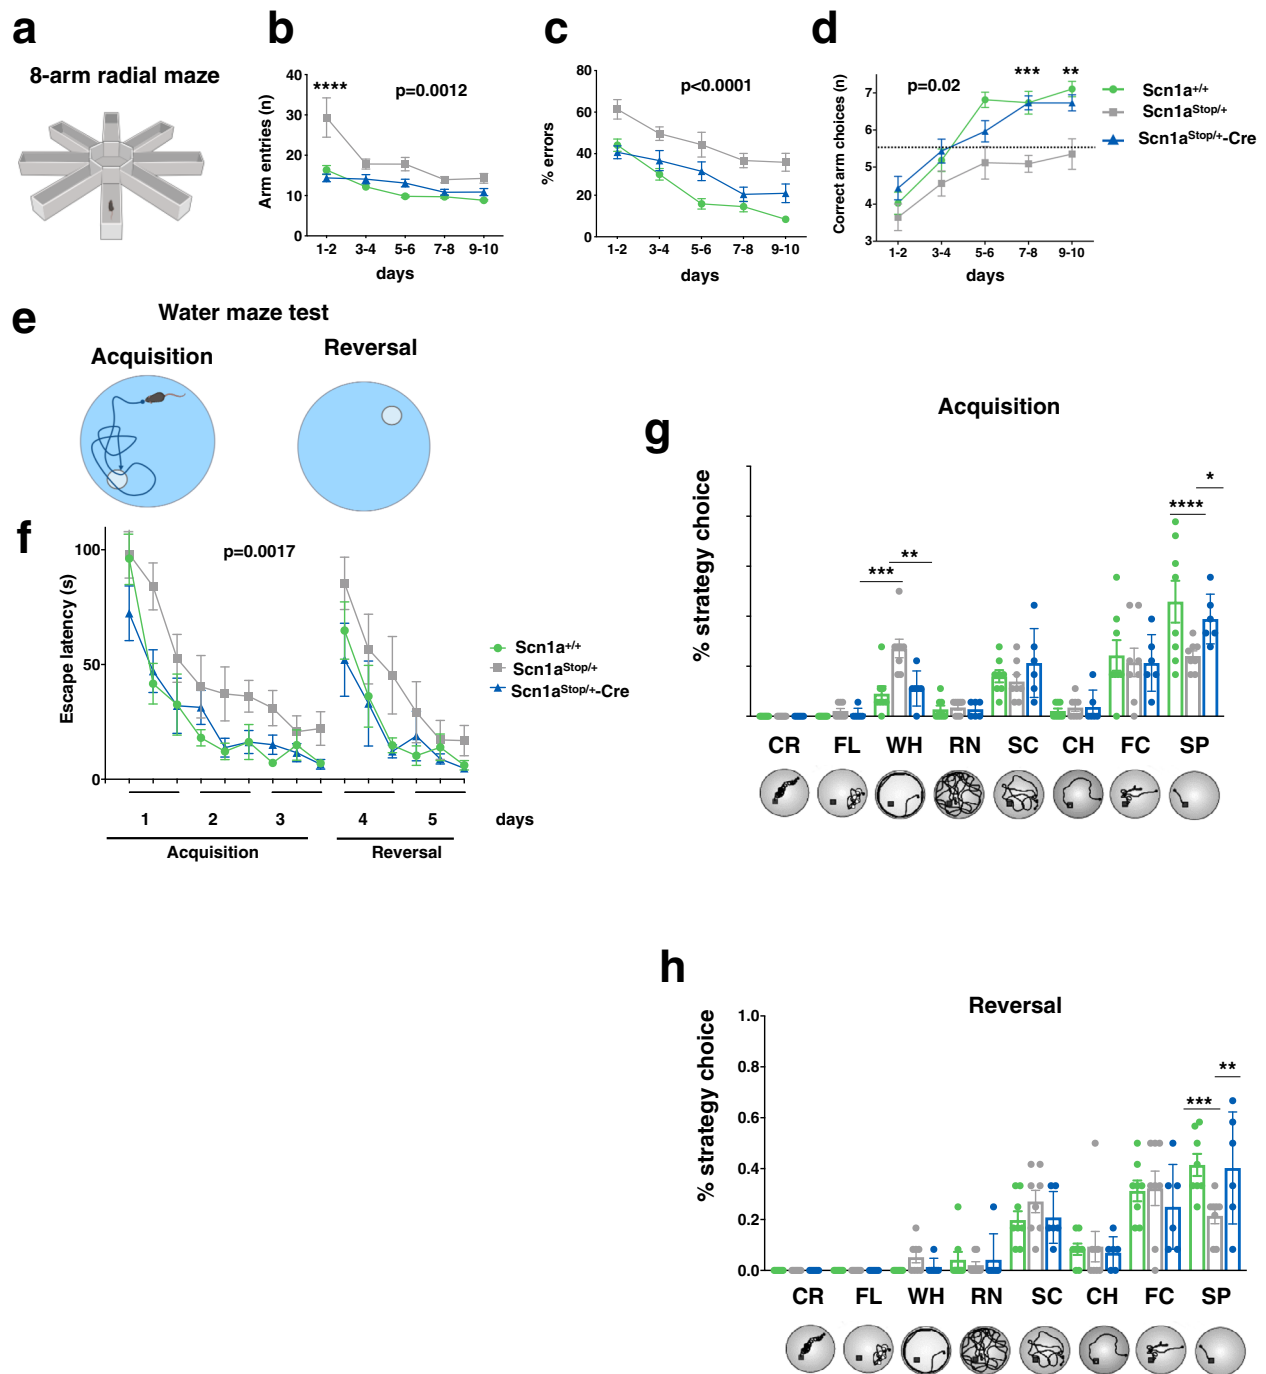 a
8-arm radial maze
b
Arm entries (n)
40
30
20
10
0
****
p=0.0012
1-2 3-4 5-6 7-8 9-10
days
c
% errors
80
60
40
20
0
p<0.0001
1-2 3-4 5-6 7-8 9-10
days
d
Correct arm choices (n)
7
6
5
4
3
p=0.02
***
**
1-2 3-4 5-6 7-8 9-10
days
Scn1a+/+
Scn1aStop/+
Scn1aStop/+-Cre
e
Water maze test
Acquisition
Reversal
f
Escape latency (s)
100
50
0
p=0.0017
Scn1a+/+
Scn1aStop/+
Scn1aStop/+-Cre
1 2 3 4 5 days
Acquisition Reversal
g
Acquisition
% strategy choice
***
**
****
*
CR FL WH RN SC CH FC SP
h
Reversal
% strategy choice
1.0
0.8
0.6
0.4
0.2
0.0
***
**
CR FL WH RN SC CH FC SP